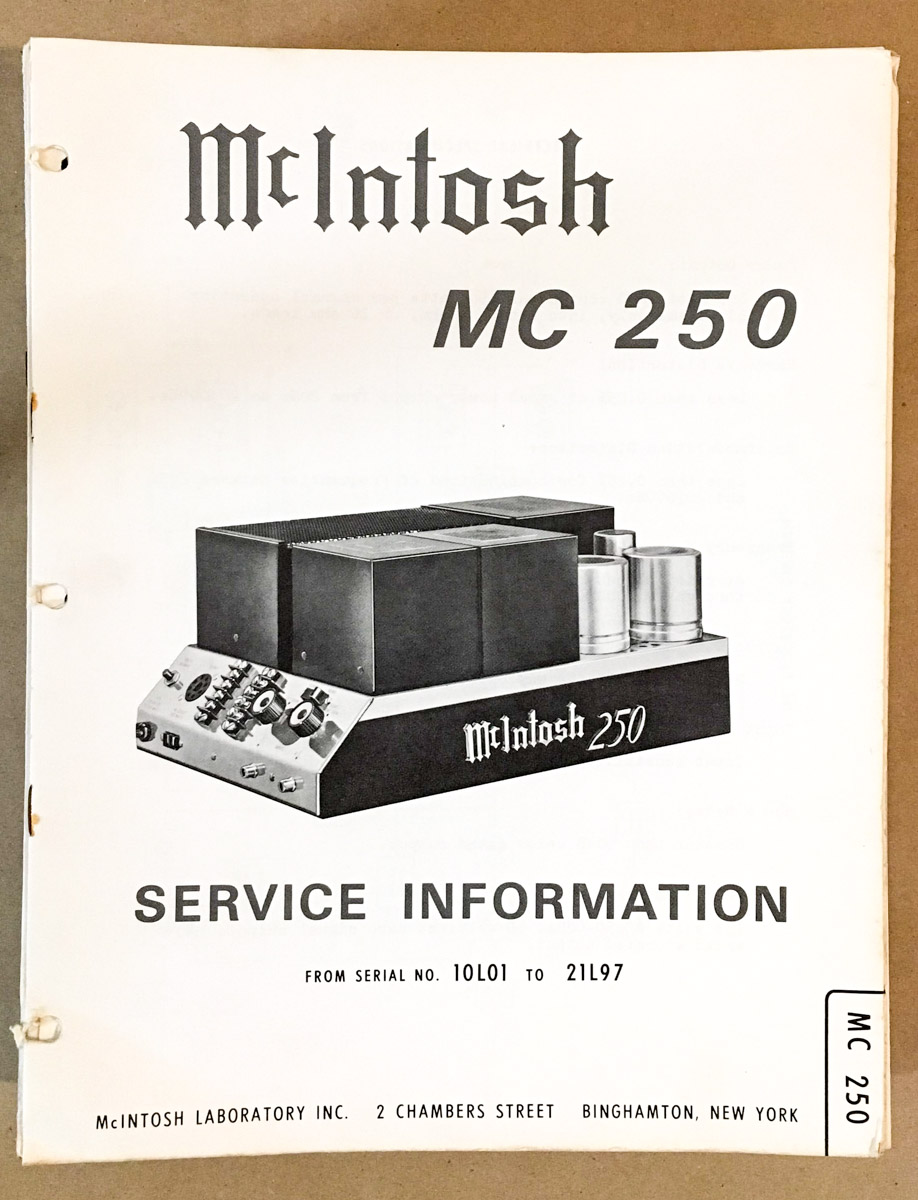 McIntosh
MC 250
McIntosh 250
SERVICE INFORMATION
FROM SERIAL NO. 10L01 TO 21L97
MC 250
McINTOSH LABORATORY INC. 2 CHAMBERS STREET BINGHAMTON, NEW YORK